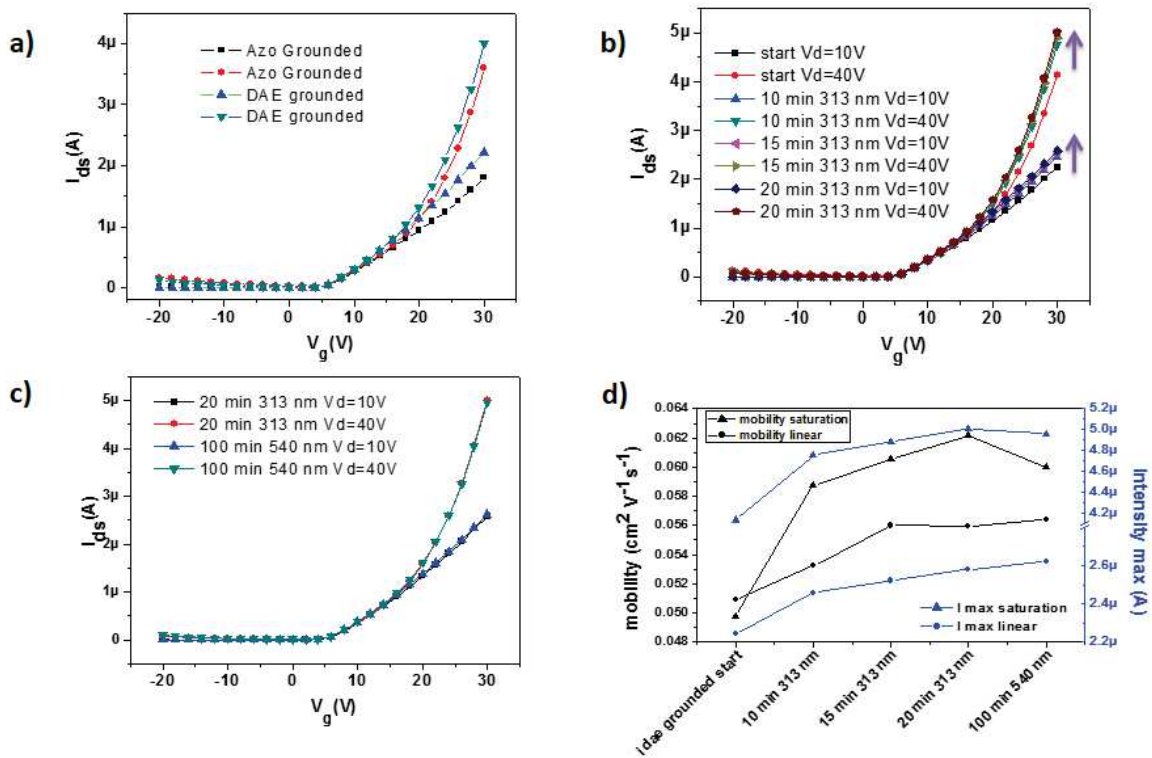 a)
4μ
3μ
2μ
1μ
0
-20
-10
0
10
20
30
Ids(A)
Vg(V)
Azo Grounded
Azo Grounded
DAE grounded
DAE grounded
b)
5μ
4μ
3μ
2μ
1μ
0
-20
-10
0
10
20
30
Ids(A)
Vg(V)
start Vd=10V
start Vd=40V
10 min 313 nm Vd=10V
10 min 313 nm Vd=40V
15 min 313 nm Vd=10V
15 min 313 nm Vd=40V
20 min 313 nm Vd=10V
20 min 313 nm Vd=40V
c)
5μ
4μ
3μ
2μ
1μ
0
-20
-10
0
10
20
30
Ids(A)
Vg(V)
20 min 313 nm Vd=10V
20 min 313 nm Vd=40V
100 min 540 nm Vd=10V
100 min 540 nm Vd=40V
d)
0.064
0.062
0.060
0.058
0.056
0.054
0.052
0.050
0.048
mobility (cm² V⁻¹s⁻¹)
mobility saturation
mobility linear
I max saturation
I max linear
5.2μ
5.0μ
4.8μ
4.6μ
4.4μ
4.2μ
2.6μ
2.4μ
2.2μ
Intensity max (A)
i dae grounded start
10 min 313 nm
15 min 313 nm
20 min 313 nm
100 min 540 nm